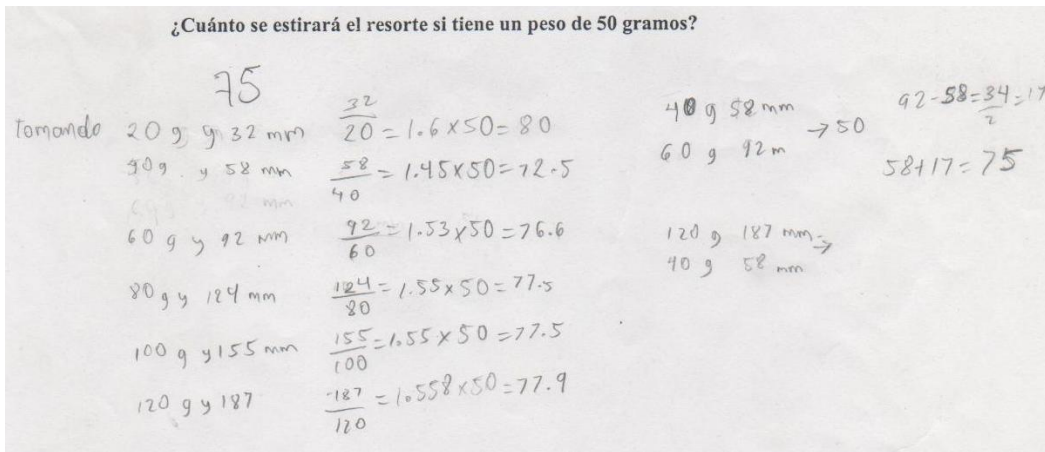 ¿Cuánto se estirará el resorte si tiene un peso de 50 gramos?
75
Tomando 20 g y 32 mm 32/20 = 1.6 x 50 = 80
40 g y 58 mm 58/40 = 1.45 x 50 = 72.5
60 g y 92 mm 92/60 = 1.53 x 50 = 76.6
80 g y 124 mm 124/80 = 1.55 x 50 = 77.5
100 g y 155 mm 155/100 = 1.55 x 50 = 77.5
120 g y 187 187/120 = 1.558 x 50 = 77.9
40 g 58 mm
→ 50
60 g 92 m
92-58=34/2=17
58+17=75
120 g 187 mm →
40 g 58 mm